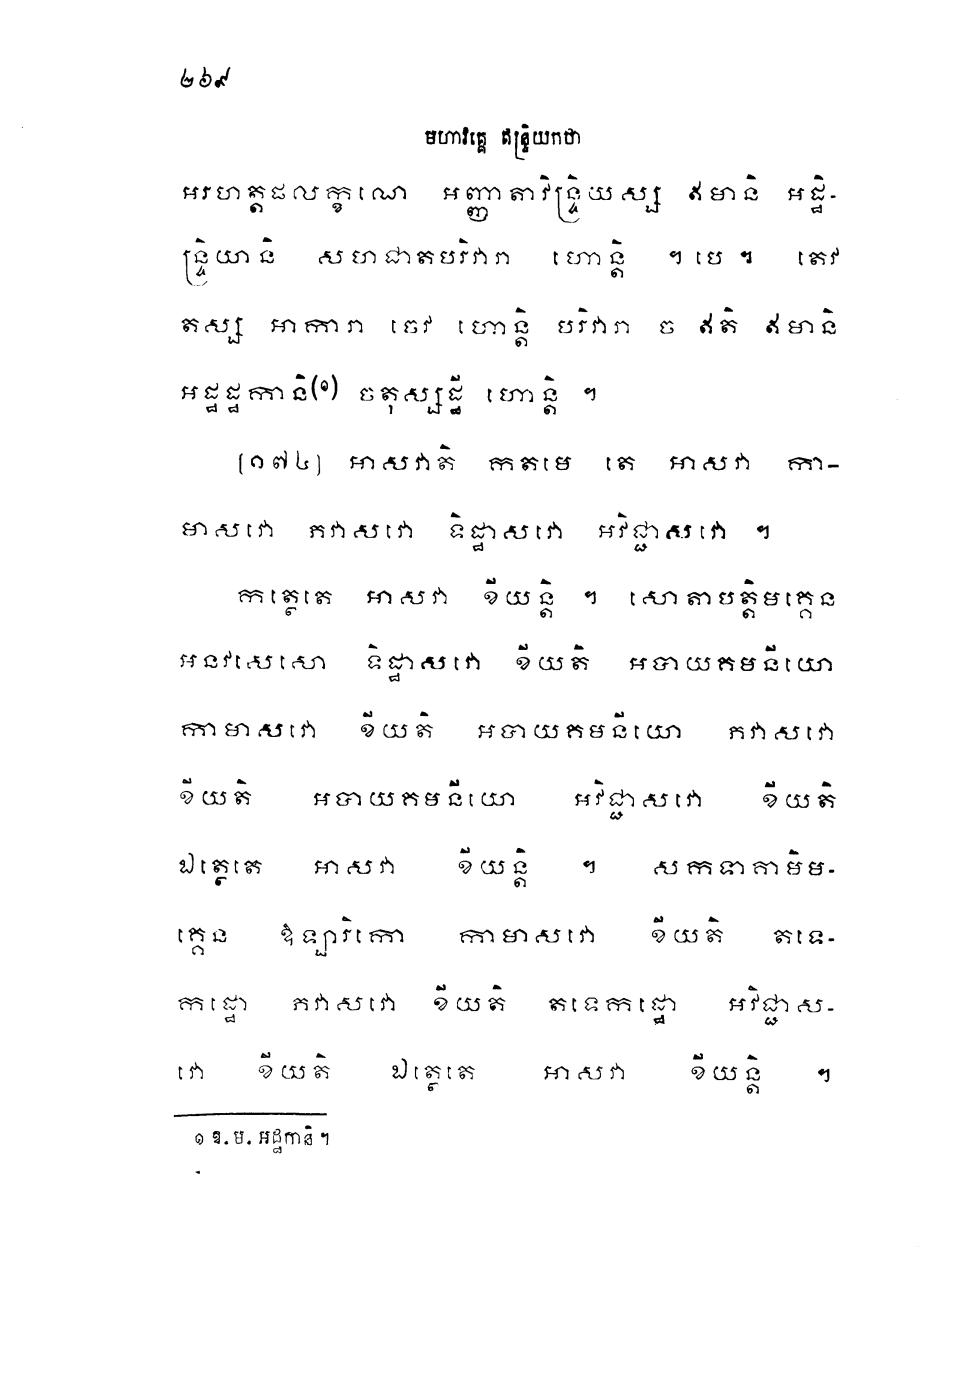 ២៦៩
មហាវគ្គេ ឥន្ទ្រិយកថា
អរហត្តផលក្ខណេ អញ្ញាតាវិន្ទ្រិយស្ស ឥមានិ អដ្ឋិ-
ន្ទ្រិយានិ សហជាតបរិវារា ហោន្តិ ។ បេ ។ តេវ
តស្ស អាការា ចេវ ហោន្តិ បរិវារា ច ឥតិ ឥមានិ
អដ្ឋដ្ឋកានិ(១) ចតុស្សដ្ឋី ហោន្តិ ។
[១៧៤] អាសវាតិ កតមេ តេ អាសវា កា-
មាសវោ ភវាសវោ ទិដ្ឋាសវោ អវិជ្ជាសវោ ។
កត្ថេតេ អាសវា ខីយន្តិ ។ សោតាបត្តិមគ្គេន
អនវសេសោ ទិដ្ឋាសវោ ខីយតិ អបាយគមនីយោ
កាមាសវោ ខីយតិ អបាយគមនីយោ ភវាសវោ
ខីយតិ អបាយគមនីយោ អវិជ្ជាសវោ ខីយតិ
ឯត្ថេតេ អាសវា ខីយន្តិ ។ សកទាគាមិម-
គ្គេន ឱឡារិកោ កាមាសវោ ខីយតិ តទេ-
កដ្ឋោ ភវាសវោ ខីយតិ តទេកដ្ឋោ អវិជ្ជាស-
វោ ខីយតិ ឯត្ថេតេ អាសវា ខីយន្តិ ។
១ ឱ. ម. អដ្ឋកានិ។